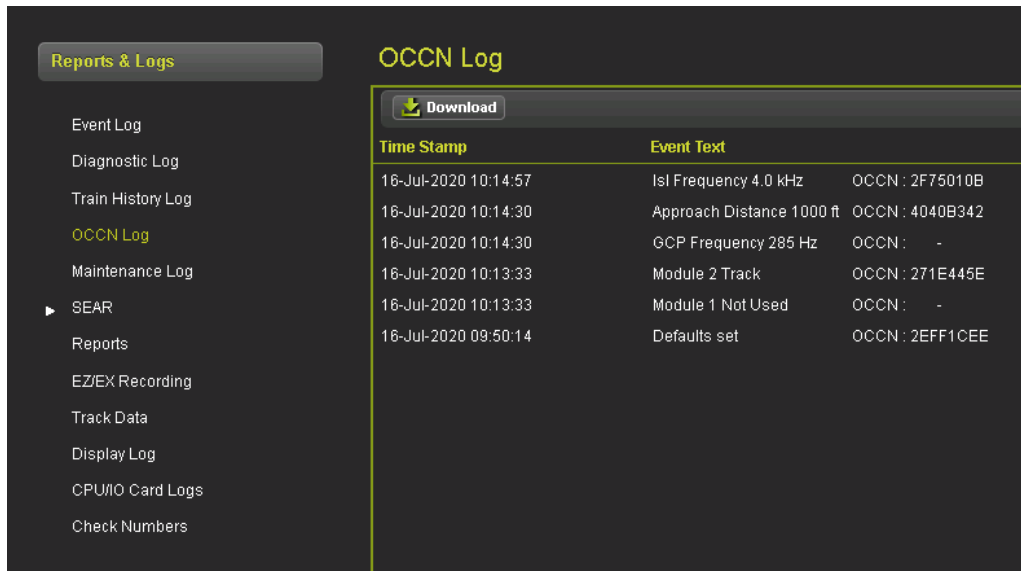 Reports & Logs
Event Log
Diagnostic Log
Train History Log
OCCN Log
Maintenance Log
SEAR
Reports
EZ/EX Recording
Track Data
Display Log
CPU/IO Card Logs
Check Numbers
OCCN Log
Download
Time Stamp Event Text
16-Jul-2020 10:14:57 Isl Frequency 4.0 kHz OCCN : 2F75010B
16-Jul-2020 10:14:30 Approach Distance 1000 ft OCCN : 4040B342
16-Jul-2020 10:14:30 GCP Frequency 285 Hz OCCN : -
16-Jul-2020 10:13:33 Module 2 Track OCCN : 271E445E
16-Jul-2020 10:13:33 Module 1 Not Used OCCN : -
16-Jul-2020 09:50:14 Defaults set OCCN : 2EFF1CEE